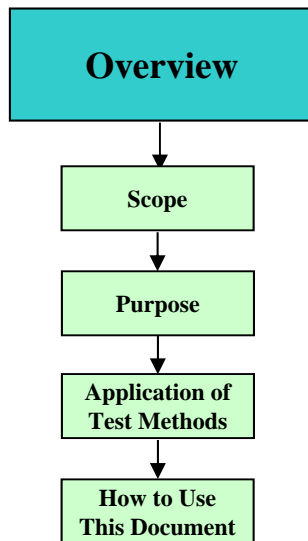 Overview
Scope
Purpose
Application of
Test Methods
How to Use
This Document